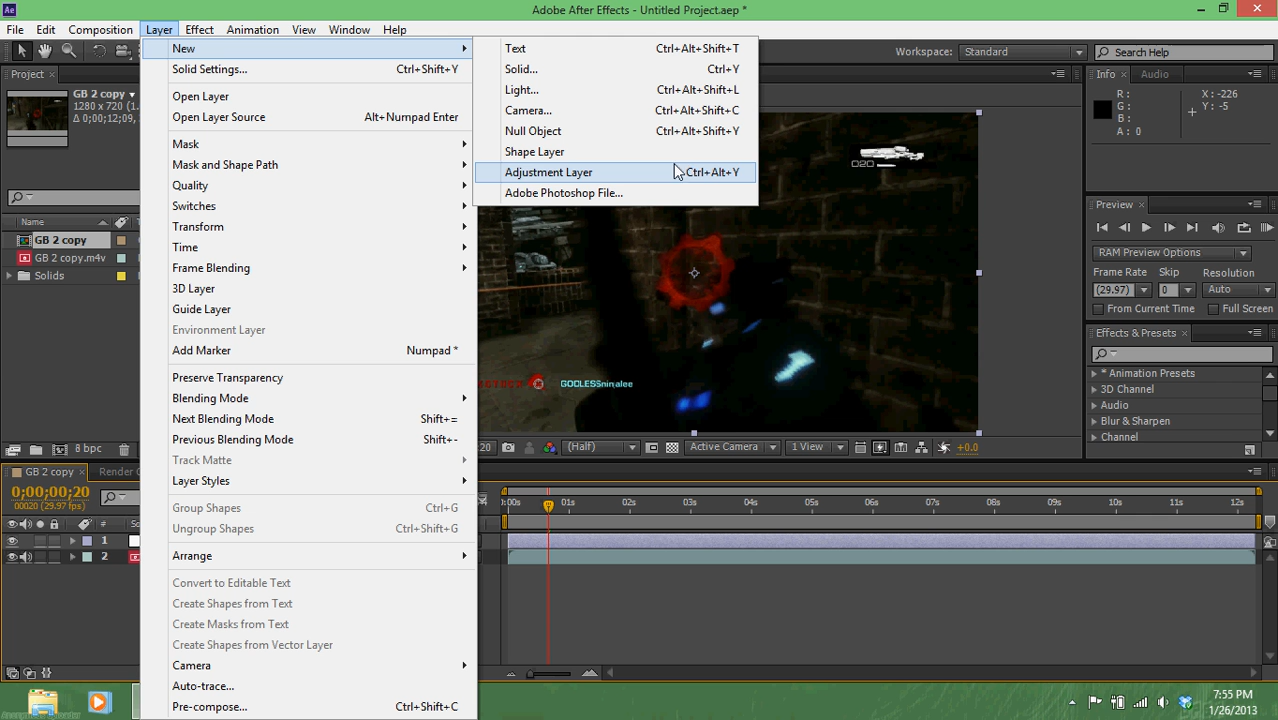 Adobe After Effects - Untitled Project.aep *
File Edit Composition Layer Effect Animation View Window Help
Workspace: Standard
Search Help
Project
GB 2 copy
1280 x 720 (1.00)
Δ 0;00;12;09,
Name
GB 2 copy
GB 2 copy.m4v
Solids
8 bpc
New
Solid Settings... Ctrl+Shift+Y
Open Layer
Open Layer Source Alt+Numpad Enter
Mask
Mask and Shape Path
Quality
Switches
Transform
Time
Frame Blending
3D Layer
Guide Layer
Environment Layer
Add Marker Numpad *
Preserve Transparency
Blending Mode
Next Blending Mode Shift+=
Previous Blending Mode Shift+-
Track Matte
Layer Styles
Group Shapes Ctrl+G
Ungroup Shapes Ctrl+Shift+G
Arrange
Convert to Editable Text
Create Shapes from Text
Create Masks from Text
Create Shapes from Vector Layer
Camera
Auto-trace...
Pre-compose... Ctrl+Shift+C
Text Ctrl+Alt+Shift+T
Solid... Ctrl+Y
Light... Ctrl+Alt+Shift+L
Camera... Ctrl+Alt+Shift+C
Null Object Ctrl+Alt+Shift+Y
Shape Layer
Adjustment Layer Ctrl+Alt+Y
Adobe Photoshop File...
020
GODLESSninalee
20 (Half) Active Camera 1 View +0.0
Info Audio
R : X : -226
G : Y : -5
B :
A : 0
Preview
RAM Preview Options
Frame Rate Skip Resolution
(29.97) 0 Auto
From Current Time Full Screen
Effects & Presets
* Animation Presets
3D Channel
Audio
Blur & Sharpen
Channel
GB 2 copy Render
0;00;00;20
00020 (29.97 fps)
# So
1
2
:00s 01s 02s 03s 04s 05s 06s 07s 08s 09s 10s 11s 12s
7:55 PM
1/26/2013